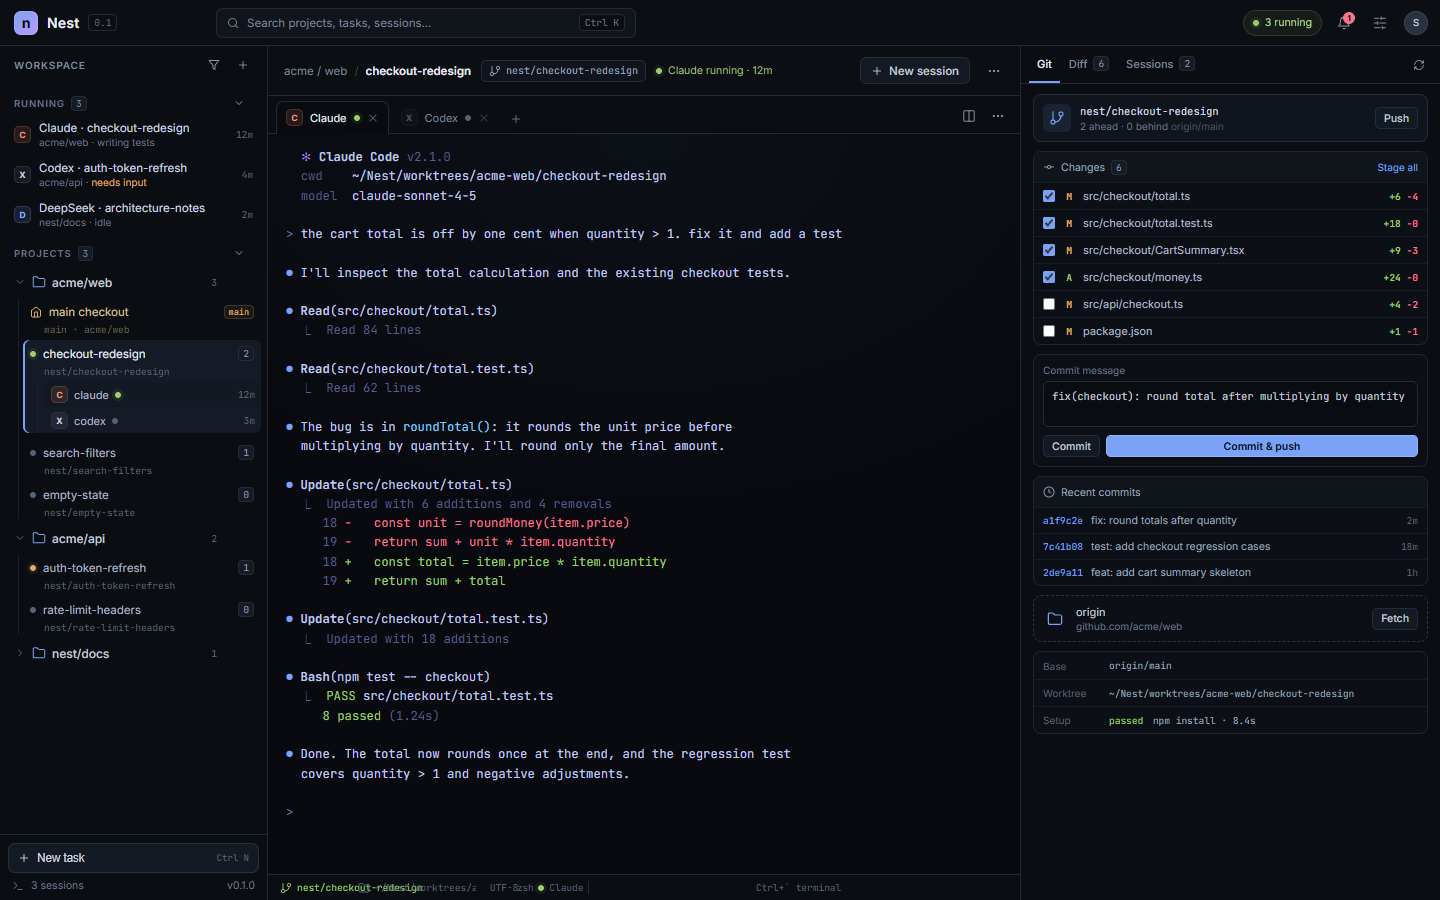 n Nest 0.1
Search projects, tasks, sessions... Ctrl K
3 running
1
S
WORKSPACE
RUNNING 3
C Claude · checkout-redesign 12m
acme/web · writing tests
X Codex · auth-token-refresh 4m
acme/api · needs input
D DeepSeek · architecture-notes 2m
nest/docs · idle
PROJECTS 3
acme/web 3
main checkout main
main · acme/web
checkout-redesign 2
nest/checkout-redesign
C claude 12m
X codex 3m
search-filters 1
nest/search-filters
empty-state 0
nest/empty-state
acme/api 2
auth-token-refresh 1
nest/auth-token-refresh
rate-limit-headers 0
nest/rate-limit-headers
nest/docs 1
+ New task Ctrl N
3 sessions v0.1.0
acme / web / checkout-redesign nest/checkout-redesign Claude running · 12m
+ New session
C Claude
X Codex
✻ Claude Code v2.1.0
cwd ~/Nest/worktrees/acme-web/checkout-redesign
model claude-sonnet-4-5
> the cart total is off by one cent when quantity > 1. fix it and add a test
● I'll inspect the total calculation and the existing checkout tests.
● Read(src/checkout/total.ts)
⎿ Read 84 lines
● Read(src/checkout/total.test.ts)
⎿ Read 62 lines
● The bug is in roundTotal(): it rounds the unit price before
multiplying by quantity. I'll round only the final amount.
● Update(src/checkout/total.ts)
⎿ Updated with 6 additions and 4 removals
18 - const unit = roundMoney(item.price)
19 - return sum + unit * item.quantity
18 + const total = item.price * item.quantity
19 + return sum + total
● Update(src/checkout/total.test.ts)
⎿ Updated with 18 additions
● Bash(npm test -- checkout)
⎿ PASS src/checkout/total.test.ts
8 passed (1.24s)
● Done. The total now rounds once at the end, and the regression test
covers quantity > 1 and negative adjustments.
>
nest/checkout-redesign UTF-8 zsh Claude
Ctrl+` terminal
Git Diff 6 Sessions 2
nest/checkout-redesign
2 ahead · 0 behind origin/main
Push
Changes 6 Stage all
M src/checkout/total.ts +6 -4
M src/checkout/total.test.ts +18 -0
M src/checkout/CartSummary.tsx +9 -3
A src/checkout/money.ts +24 -0
M src/api/checkout.ts +4 -2
M package.json +1 -1
Commit message
fix(checkout): round total after multiplying by quantity
Commit
Commit & push
Recent commits
a1f9c2e fix: round totals after quantity 2m
7c41b08 test: add checkout regression cases 18m
2de9a11 feat: add cart summary skeleton 1h
origin
github.com/acme/web
Fetch
Base origin/main
Worktree ~/Nest/worktrees/acme-web/checkout-redesign
Setup passed npm install · 8.4s